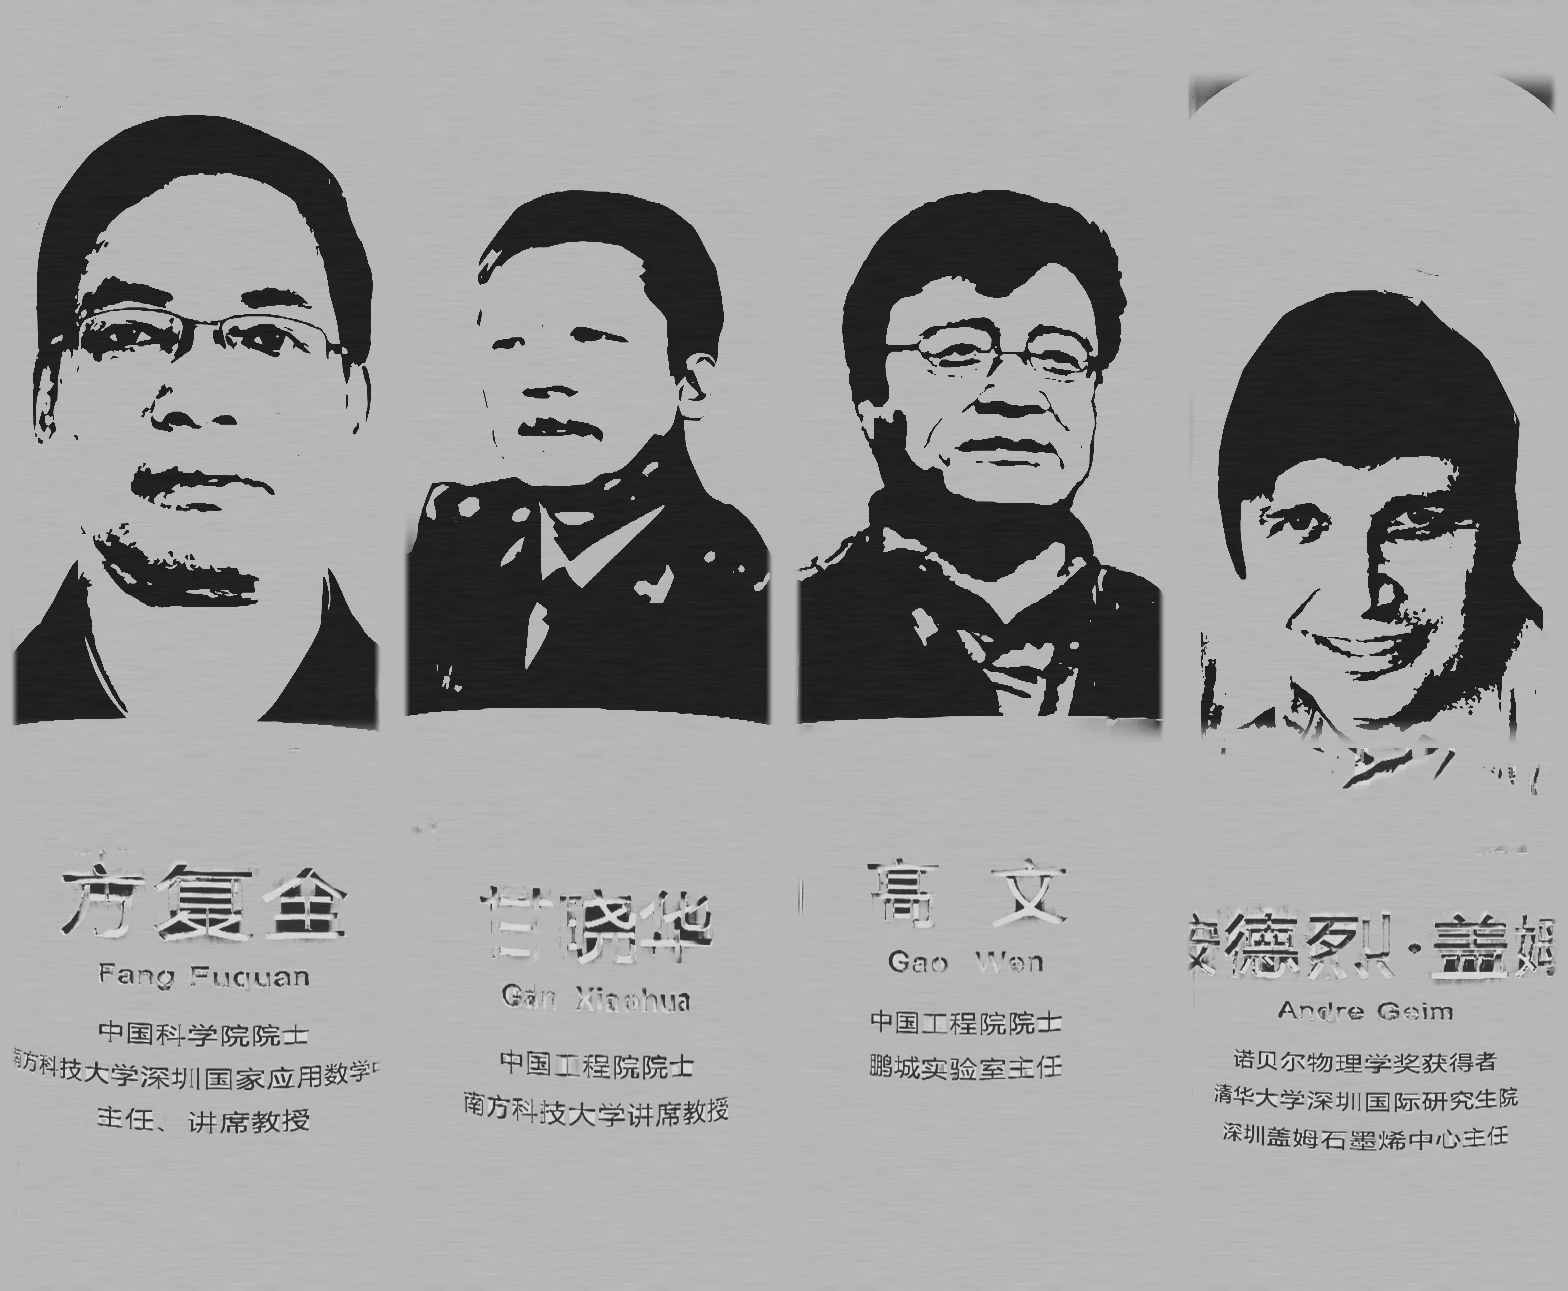 方复全
Fang Fuquan
中国科学院院士
南方科技大学深圳国家应用数学中
主任、讲席教授
甘晓华
Gan Xiaohua
中国工程院院士
南方科技大学讲席教授
高 文
Gao Wen
中国工程院院士
鹏城实验室主任
安德烈·盖姆
Andre Geim
诺贝尔物理学奖获得者
清华大学深圳国际研究生院
深圳盖姆石墨烯中心主任